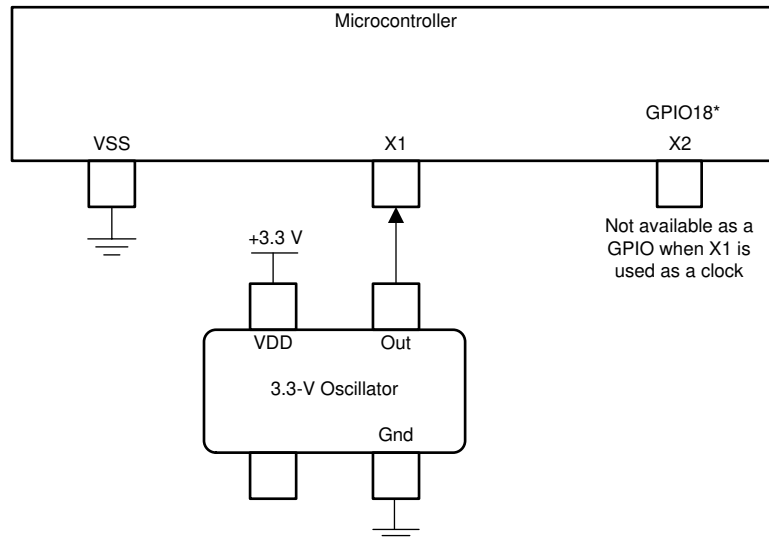 Microcontroller
GPIO18*
VSS
X1
X2
Not available as a
GPIO when X1 is
used as a clock
+3.3 V
VDD
Out
3.3-V Oscillator
Gnd